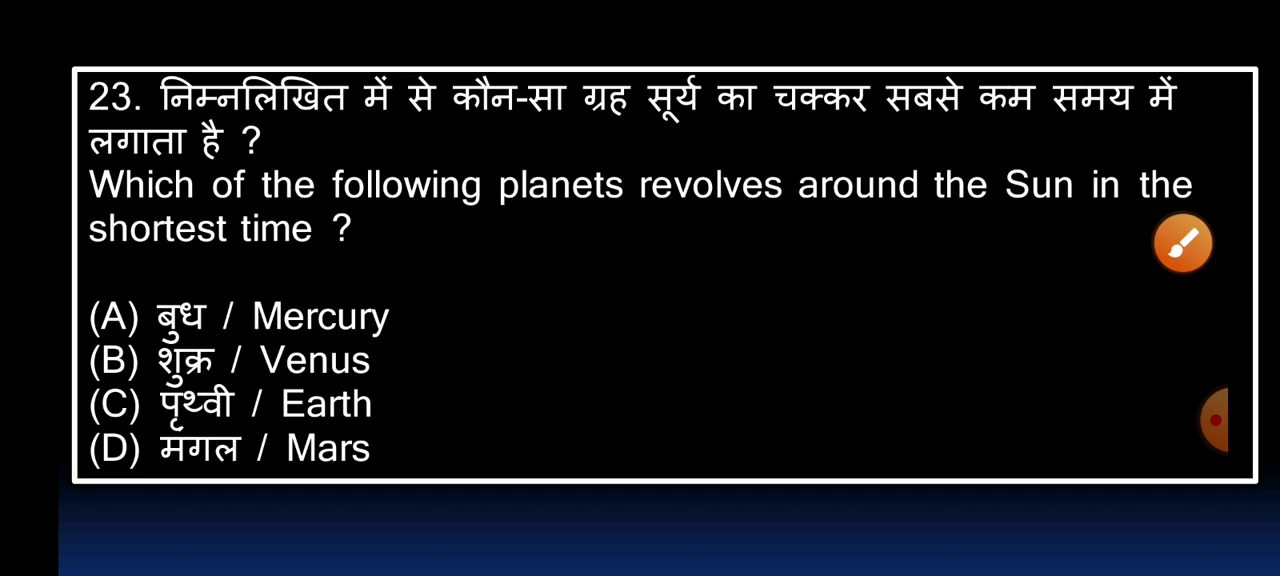 23. निम्नलिखित में से कौन-सा ग्रह सूर्य का चक्कर सबसे कम समय में
लगाता है ?
Which of the following planets revolves around the Sun in the
shortest time ?
(A) बुध / Mercury
(B) शुक्र / Venus
(C) पृथ्वी / Earth
(D) मंगल / Mars